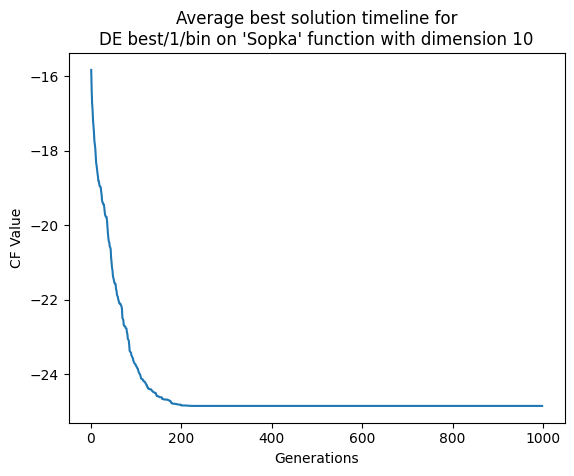 Average best solution timeline for
DE best/1/bin on 'Sopka' function with dimension 10
−16
−18
−20
−22
−24
CF Value
0
200
400
600
800
1000
Generations